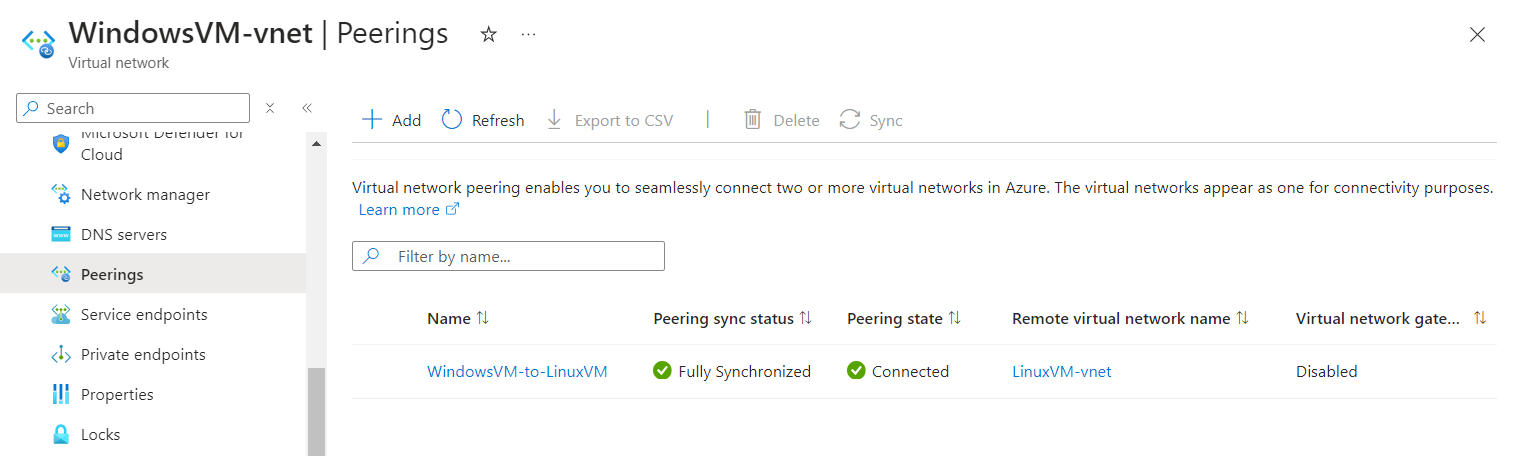 WindowsVM-vnet | Peerings
Virtual network
Search
Microsoft Defender for
Cloud
Network manager
DNS servers
Peerings
Service endpoints
Private endpoints
Properties
Locks
Add Refresh Export to CSV | Delete Sync
Virtual network peering enables you to seamlessly connect two or more virtual networks in Azure. The virtual networks appear as one for connectivity purposes.
Learn more
Filter by name...
Name Peering sync status Peering state Remote virtual network name Virtual network gate...
WindowsVM-to-LinuxVM Fully Synchronized Connected LinuxVM-vnet Disabled